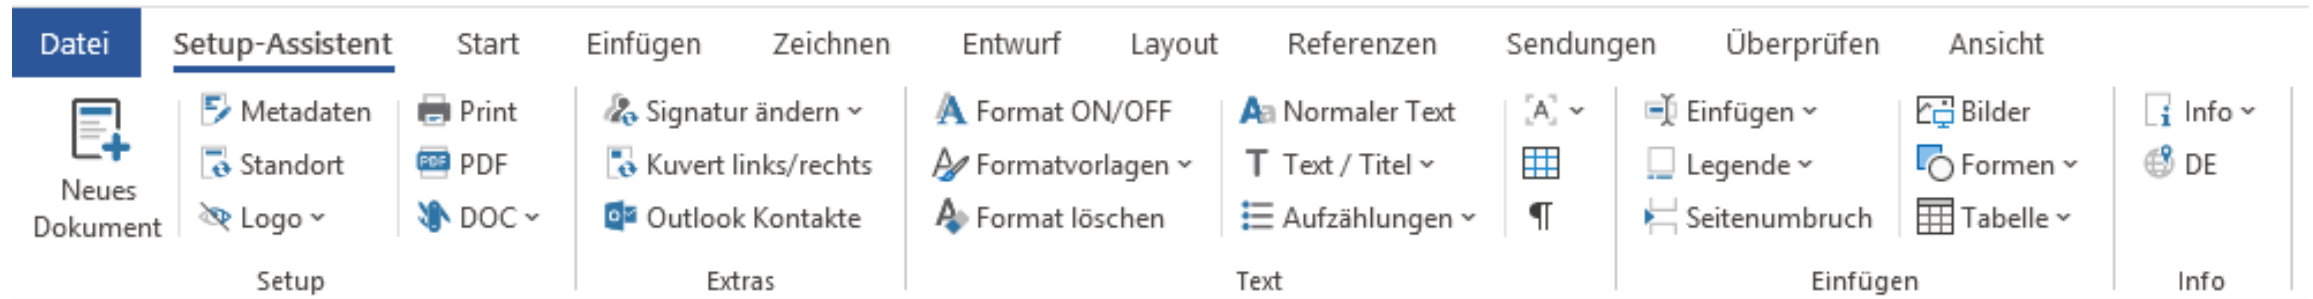 Datei Setup-Assistent Start Einfügen Zeichnen Entwurf Layout Referenzen Sendungen Überprüfen Ansicht
Neues
Dokument
Metadaten
Standort
Logo
Print
PDF
DOC
Setup
Signatur ändern
Kuvert links/rechts
Outlook Kontakte
Extras
Format ON/OFF
Formatvorlagen
Format löschen
Normaler Text
Text / Titel
Aufzählungen
Text
Einfügen
Legende
Seitenumbruch
Bilder
Formen
Tabelle
Einfügen
Info
DE
Info